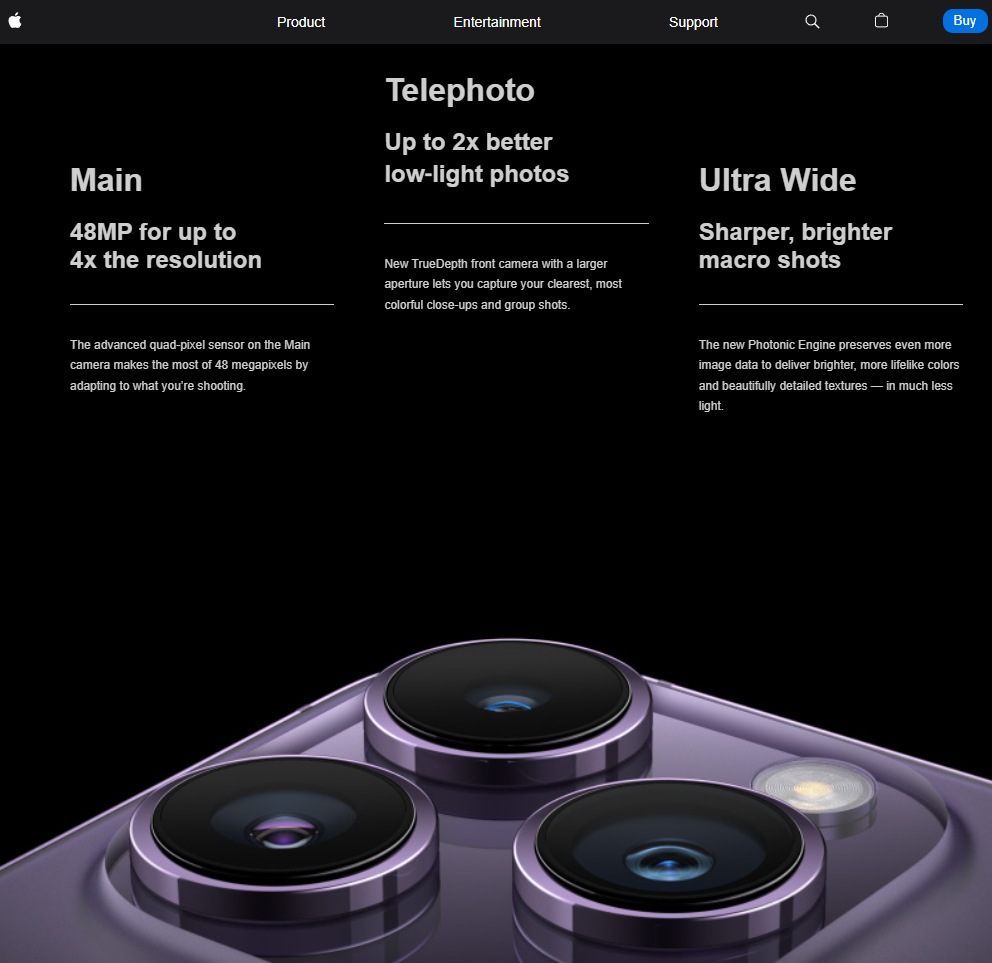 Product
Entertainment
Support
Buy
Telephoto
Up to 2x better
low-light photos
New TrueDepth front camera with a larger
aperture lets you capture your clearest, most
colorful close-ups and group shots.
Main
48MP for up to
4x the resolution
The advanced quad-pixel sensor on the Main
camera makes the most of 48 megapixels by
adapting to what you're shooting.
Ultra Wide
Sharper, brighter
macro shots
The new Photonic Engine preserves even more
image data to deliver brighter, more lifelike colors
and beautifully detailed textures — in much less
light.